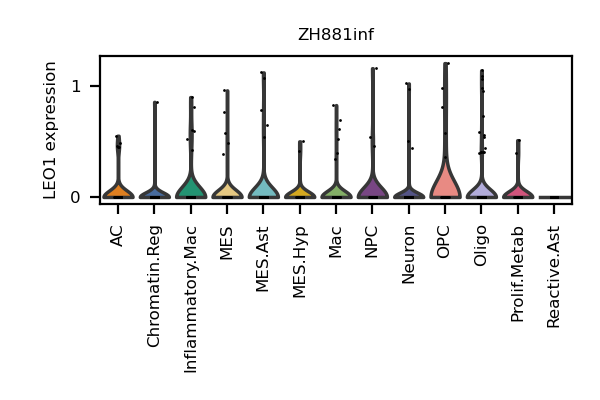 ZH881inf
LEO1 expression
1
0
AC
Chromatin.Reg
Inflammatory.Mac
MES
MES.Ast
MES.Hyp
Mac
NPC
Neuron
OPC
Oligo
Prolif.Metab
Reactive.Ast